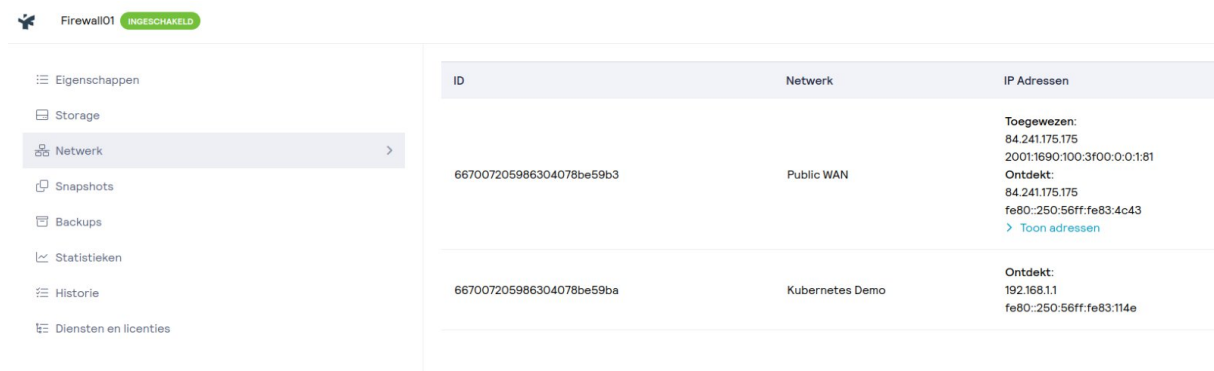 Firewall01 INGESCHAKELD
Eigenschappen
Storage
Netwerk
Snapshots
Backups
Statistieken
Historie
Diensten en licenties
ID Netwerk IP Adressen
667007205986304078be59b3 Public WAN
Toegewezen:
84.241.175.175
2001:1690:100:3f00:0:0:1:81
Ontdekt:
84.241.175.175
fe80::250:56ff:fe83:4c43
Toon adressen
667007205986304078be59ba Kubernetes Demo
Ontdekt:
192.168.1.1
fe80::250:56ff:fe83:114e